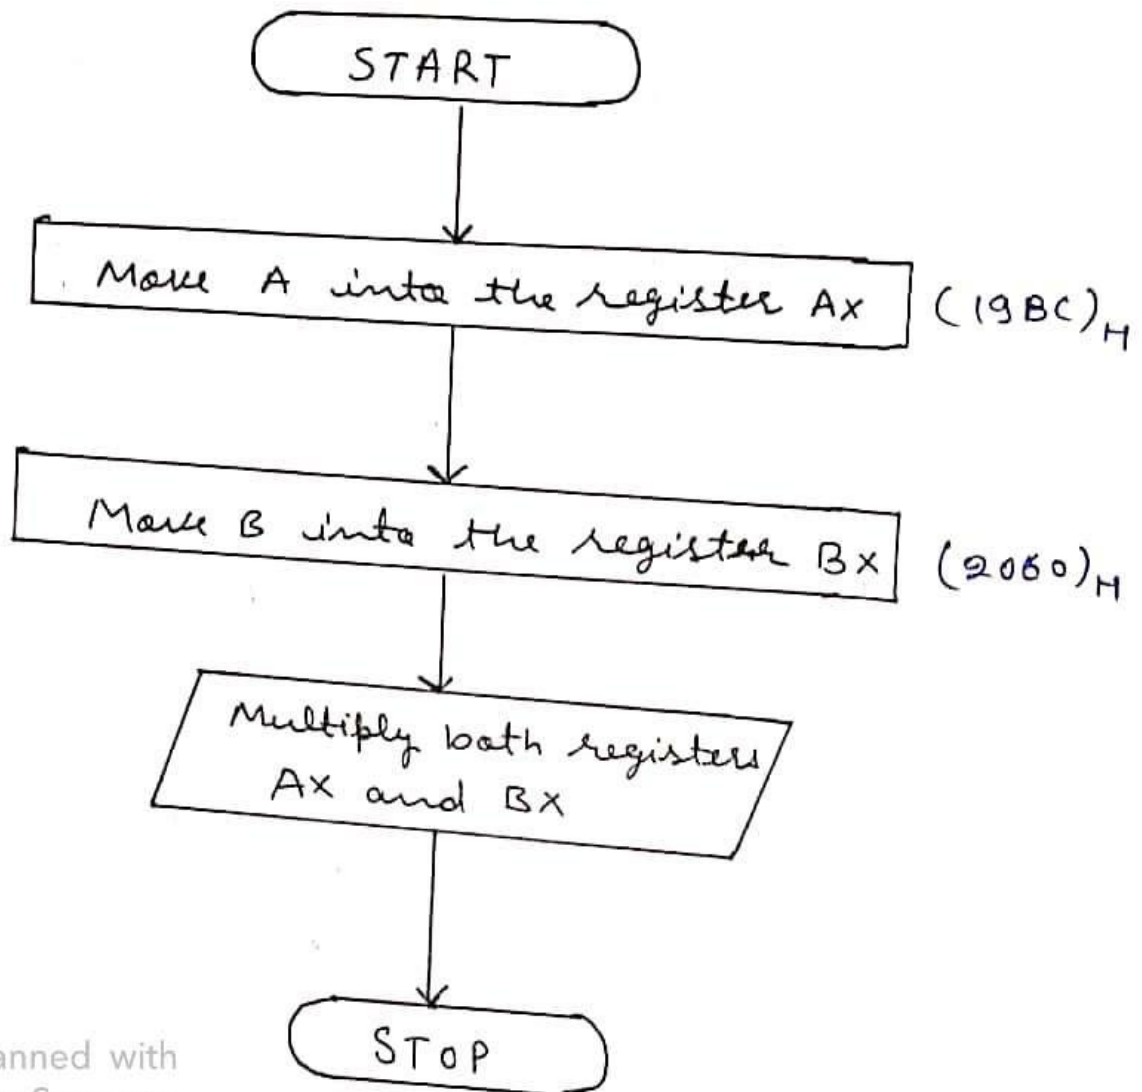 START
Move A into the register AX
(19BC)H
Move B into the register BX
(2060)H
Multiply both registers
AX and BX
STOP
anned with